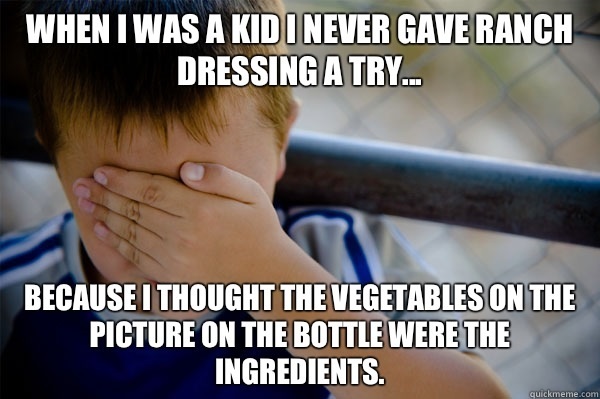 WHEN I WAS A KID I NEVER GAVE RANCH
DRESSING A TRY...
BECAUSE I THOUGHT THE VEGETABLES ON THE
PICTURE ON THE BOTTLE WERE THE
INGREDIENTS.
quickmeme.com